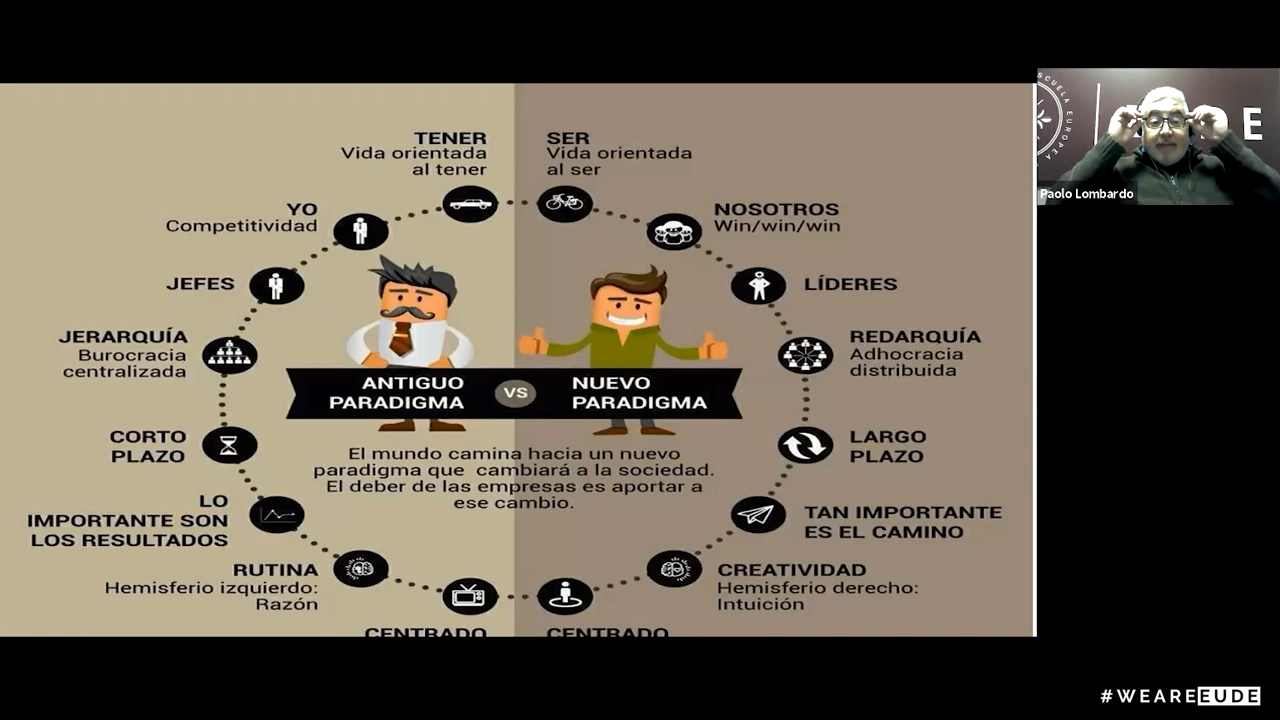 TENER
Vida orientada
al tener
SER
Vida orientada
al ser
YO
Competitividad
NOSOTROS
Win/win/win
JEFES
LÍDERES
JERARQUÍA
Burocracia
centralizada
REDARQUÍA
Adhocracia
distribuida
ANTIGUO
PARADIGMA
VS
NUEVO
PARADIGMA
CORTO
PLAZO
LARGO
PLAZO
El mundo camina hacia un nuevo
paradigma que cambiará a la sociedad.
El deber de las empresas es aportar a
ese cambio.
LO
IMPORTANTE SON
LOS RESULTADOS
TAN IMPORTANTE
ES EL CAMINO
RUTINA
Hemisferio izquierdo:
Razón
CREATIVIDAD
Hemisferio derecho:
Intuición
CENTRADO
CENTRADO
Paolo Lombardo
#WEAREEUDE